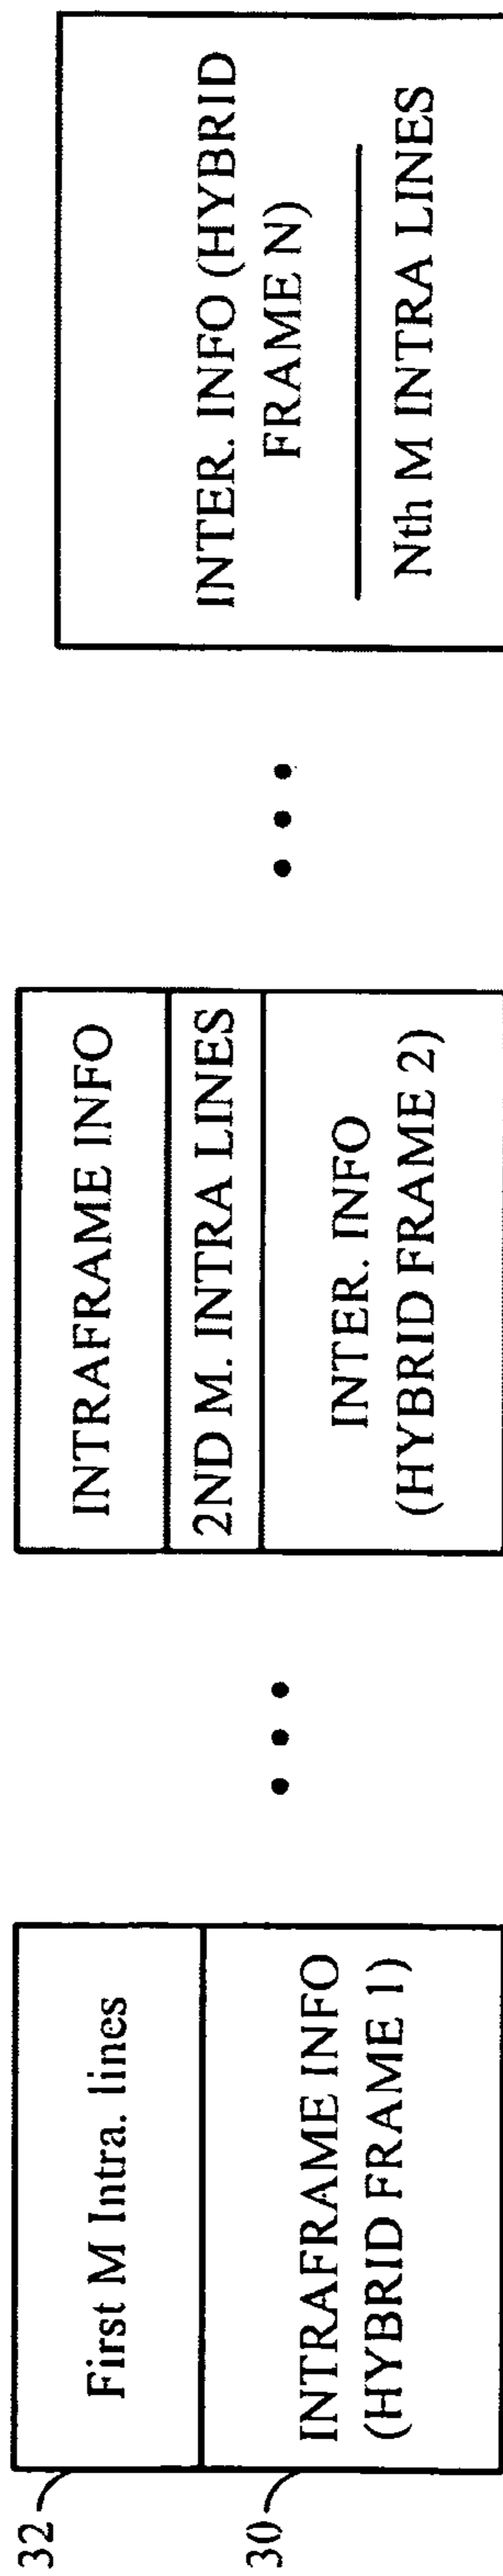 32
First M Intra. lines
30
INTRAFRAME INFO
(HYBRID FRAME 1)
INTRAFRAME INFO
2ND M. INTRA LINES
INTER. INFO
(HYBRID FRAME 2)
INTER. INFO (HYBRID
FRAME N)
Nth M INTRA LINES